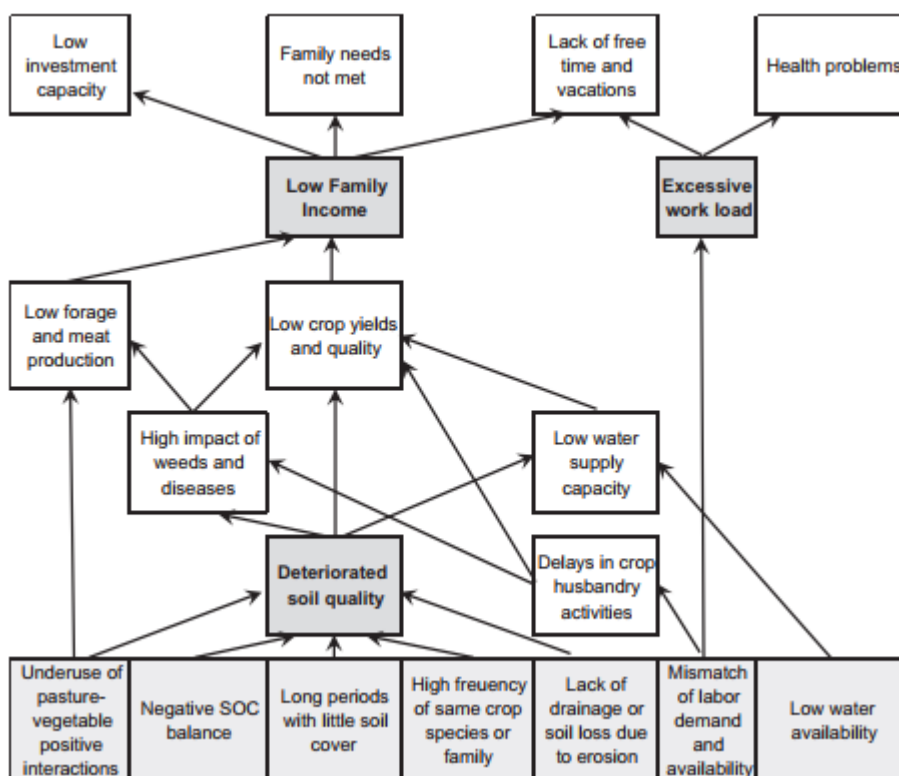 Low
investment
capacity
Family needs
not met
Lack of free
time and
vacations
Health problems
Low Family
Income
Excessive
work load
Low forage
and meat
production
Low crop yields
and quality
High impact of
weeds and
diseases
Low water
supply
capacity
Deteriorated
soil quality
Delays in crop
husbandry
activities
Underuse of
pasture-
vegetable
positive
interactions
Negative SOC
balance
Long periods
with little soil
cover
High freuency
of same crop
species or
family
Lack of
drainage or
soil loss due
to erosion
Mismatch
of labor
demand
and
availability
Low water
availability